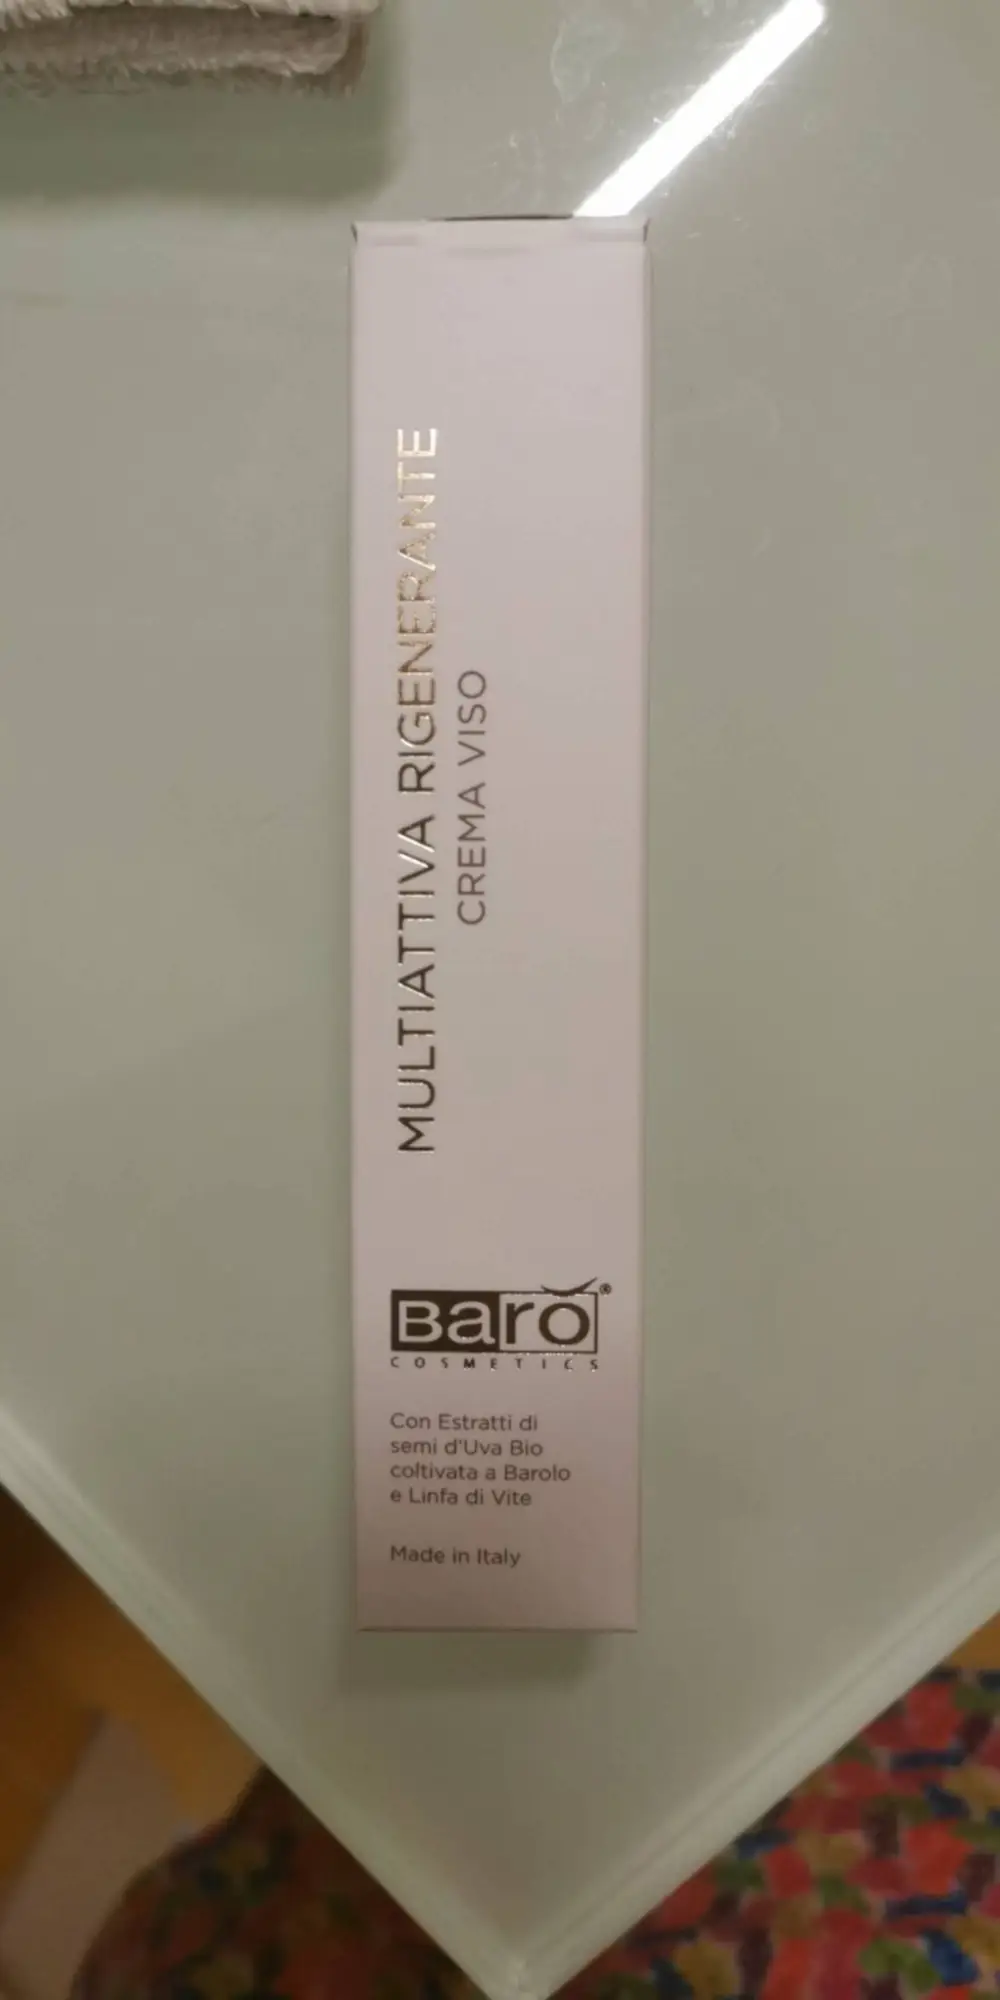 MULTIATTIVA RIGENERANTE
CREMA VISO
Barò®
COSMETICS
Con Estratti di
semi d'Uva Bio
coltivata a Barolo
e Linfa di Vite
Made in Italy